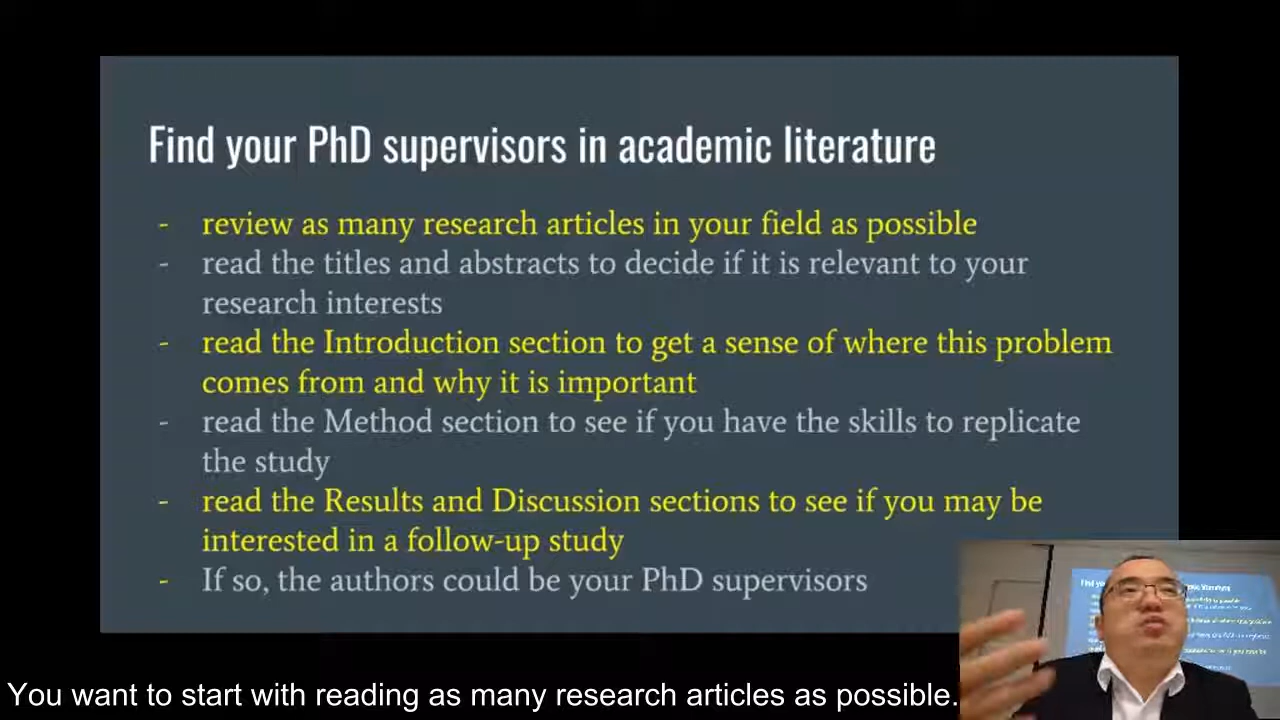 Find your PhD supervisors in academic literature
- review as many research articles in your field as possible
- read the titles and abstracts to decide if it is relevant to your
research interests
- read the Introduction section to get a sense of where this problem
comes from and why it is important
- read the Method section to see if you have the skills to replicate
the study
- read the Results and Discussion sections to see if you may be
interested in a follow-up study
- If so, the authors could be your PhD supervisors
You want to start with reading as many research articles as possible.